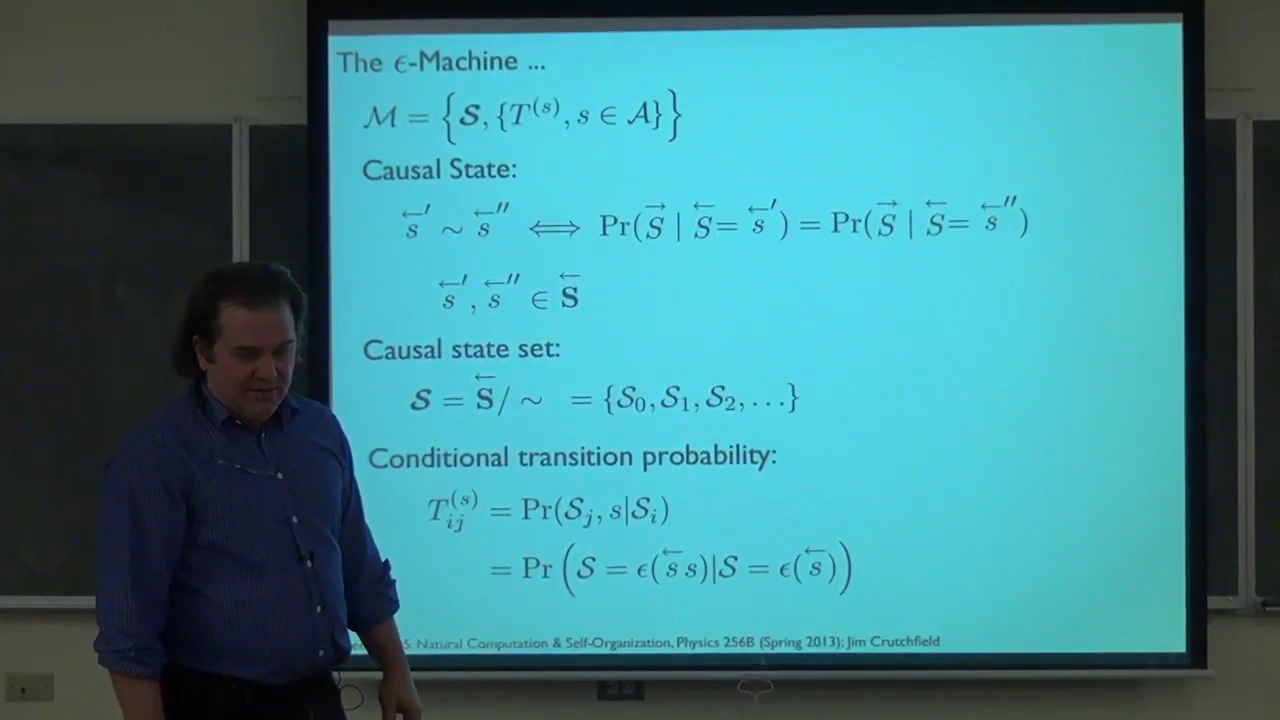 The ϵ-Machine ...
ℳ = {𝓢, {T^(s), s ∈ 𝒜}}
Causal State:
←s′ ∼ ←s″ ⟺ Pr(→S | ←S = ←s′) = Pr(→S | ←S = ←s″)
←s′, ←s″ ∈ ←𝐒
Causal state set:
𝓢 = ←𝐒/∼ = {𝒮₀, 𝒮₁, 𝒮₂, ...}
Conditional transition probability:
T_ij^(s) = Pr(𝒮_j, s|𝒮_i)
= Pr(𝒮 = ϵ(←s s)|𝒮 = ϵ(←s))
5. Natural Computation & Self-Organization, Physics 256B (Spring 2013); Jim Crutchfield